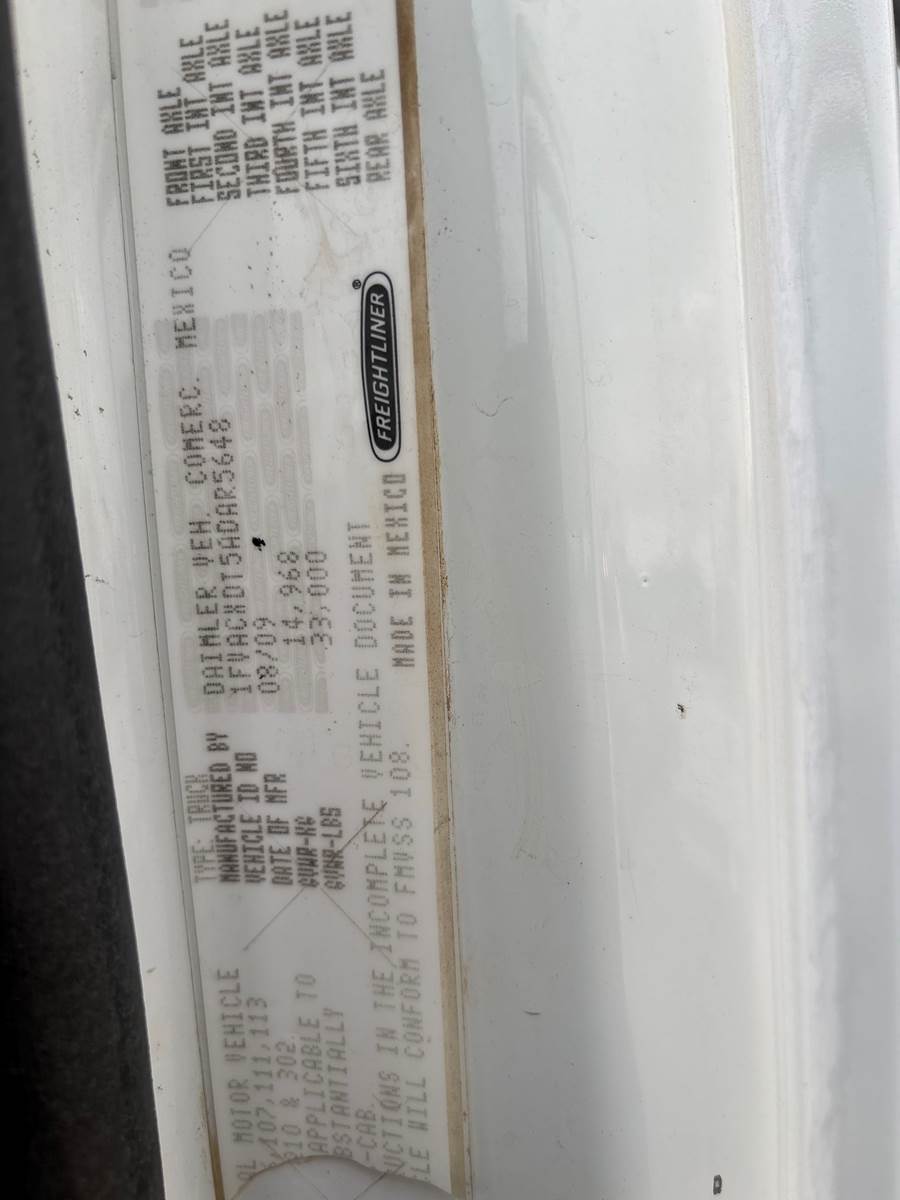 AL MOTOR VEHICLE
107,111,113
& 302.
APPLICABLE TO
BSTANTIALLY
-CAB.
UCTIONS IN THE INCOMPLETE VEHICLE DOCUMENT
LE WILL CONFORM TO FMVSS 108.
MADE IN MEXICO
TYPE: TRUCK
MANUFACTURED BY DAIMLER VEH. COMERC. MEXICO
VEHICLE ID NO 1FVACXDT5ADAR5648
DATE OF MFR 08/09
GVWR-KG 14,968
GVWR-LBS 33,000
FREIGHTLINER®
FRONT AXLE
FIRST INT AXLE
SECOND INT AXLE
THIRD INT AXLE
FOURTH INT AXLE
FIFTH INT AXLE
SIXTH INT AXLE
REAR AXLE